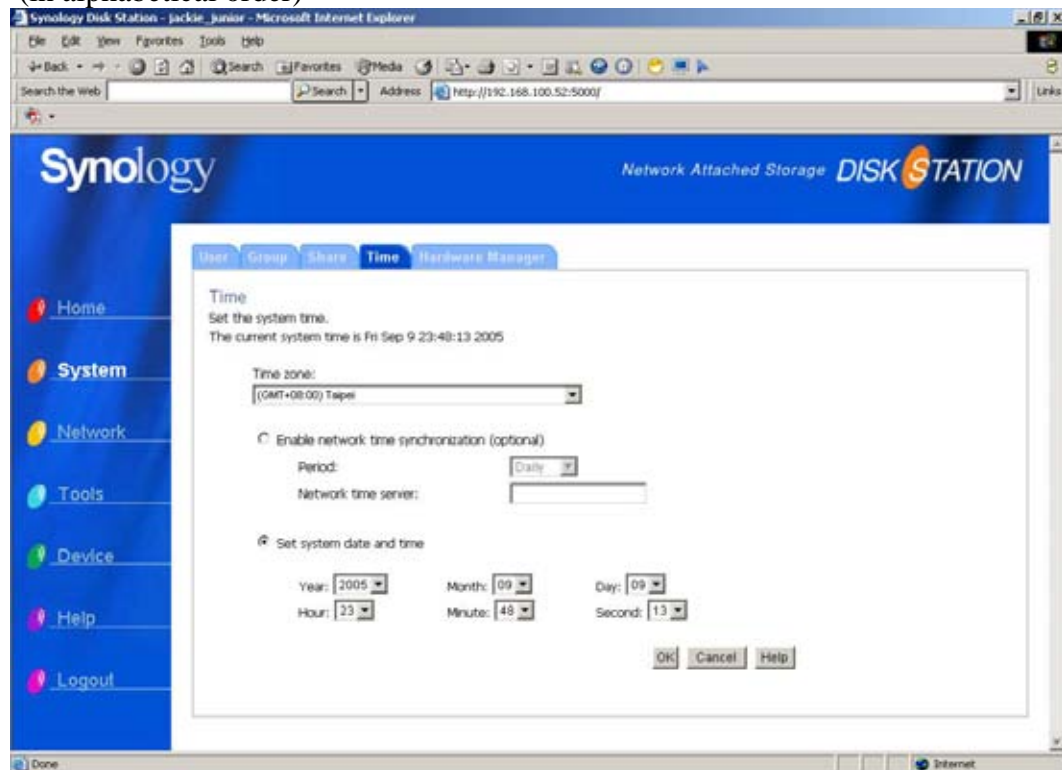 (in alphabetical order)
Synology Disk Station - jackie_junior - Microsoft Internet Explorer
File Edit View Favorites Tools Help
Back Search Favorites Media
Search the Web Search Address http://192.168.100.52:5000/ Links
Synology
Network Attached Storage DISK STATION
User Group Share Time Hardware Manager
Home
System
Network
Tools
Device
Help
Logout
Time
Set the system time.
The current system time is Fri Sep 9 23:48:13 2005
Time zone:
(GMT+08:00) Taipei
Enable network time synchronization (optional)
Period: Daily
Network time server:
Set system date and time
Year: 2005 Month: 09 Day: 09
Hour: 23 Minute: 48 Second: 13
OK Cancel Help
Done Internet